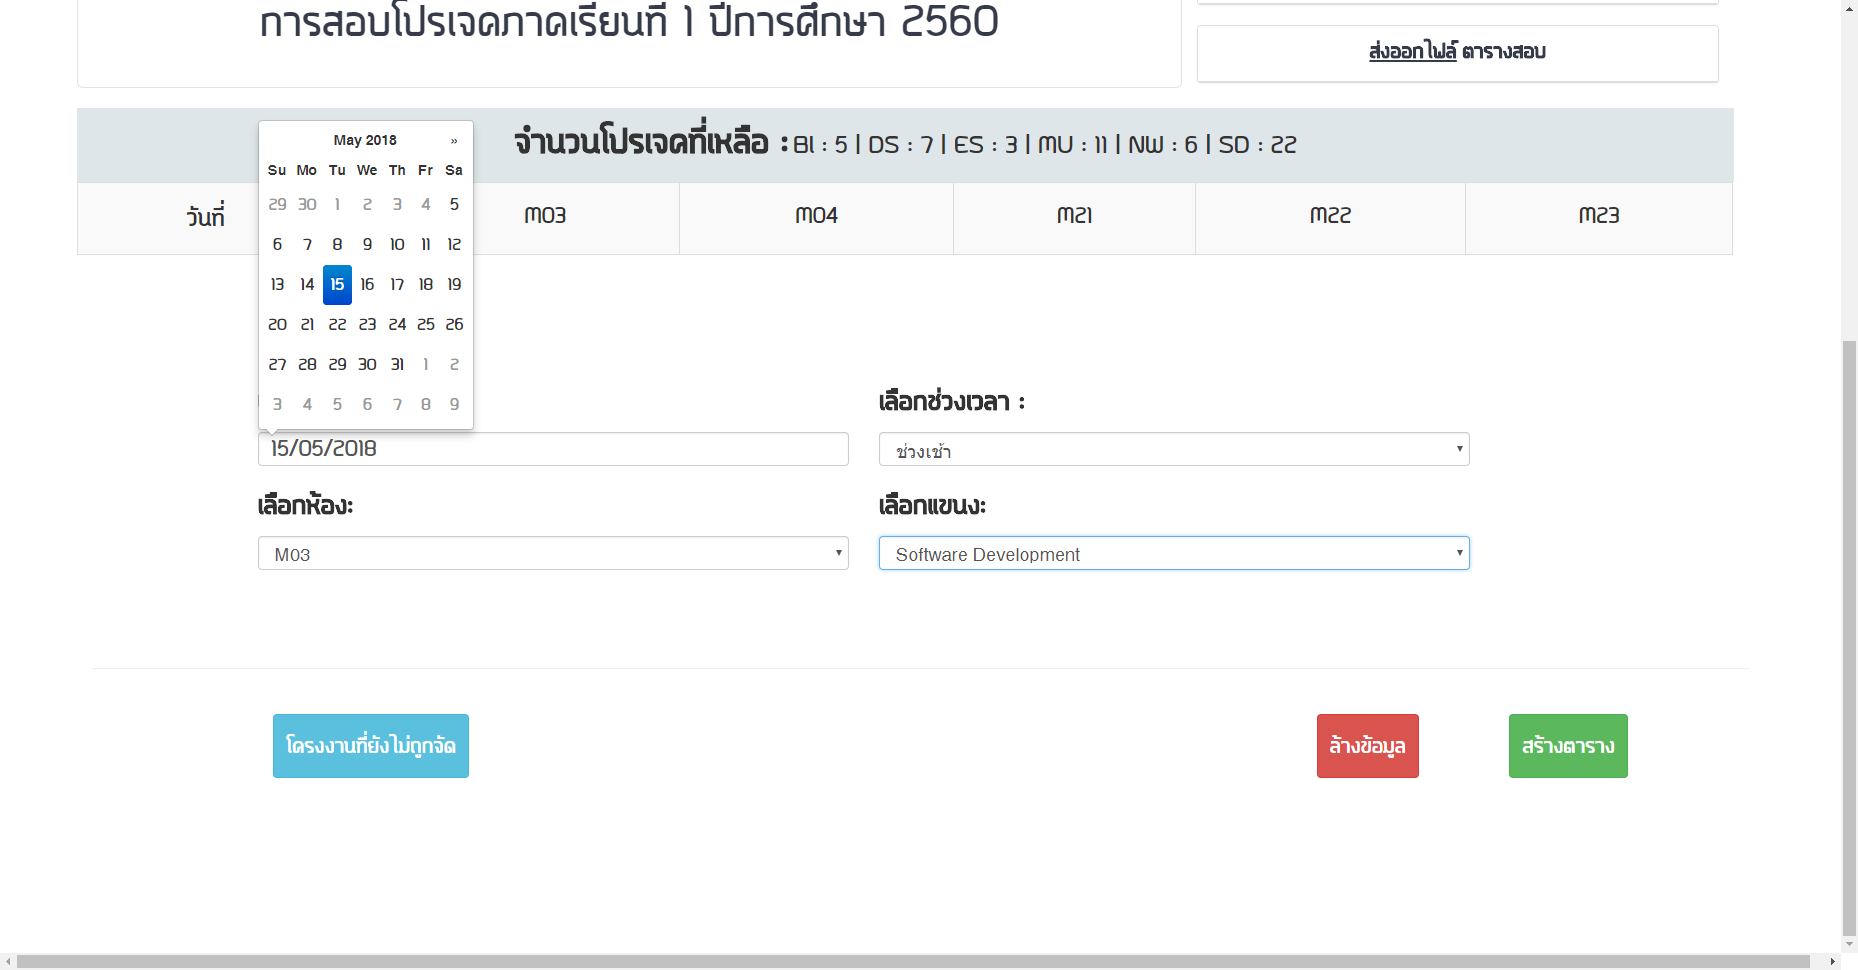 การสอบโปรเจคภาคเรียนที่ 1 ปีการศึกษา 2560
ส่งออกไฟล์ ตารางสอบ
จำนวนโปรเจคที่เหลือ : BI : 5 | DS : 7 | ES : 3 | MU : 11 | NW : 6 | SD : 22
วันที่ M03 M04 M21 M22 M23
May 2018 »
Su Mo Tu We Th Fr Sa
29 30 1 2 3 4 5
6 7 8 9 10 11 12
13 14 15 16 17 18 19
20 21 22 23 24 25 26
27 28 29 30 31 1 2
3 4 5 6 7 8 9
เลือกช่วงเวลา :
15/05/2018
ช่วงเช้า
เลือกห้อง:
เลือกแขนง:
M03
Software Development
โครงงานที่ยังไม่ถูกจัด
ล้างข้อมูล
สร้างตาราง